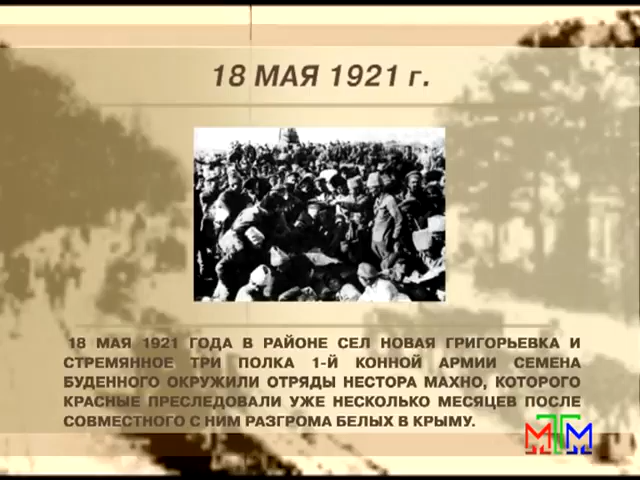 18 МАЯ 1921 г.
18 МАЯ 1921 ГОДА В РАЙОНЕ СЕЛ НОВАЯ ГРИГОРЬЕВКА И
СТРЕМЯННОЕ ТРИ ПОЛКА 1-Й КОННОЙ АРМИИ СЕМЕНА
БУДЕННОГО ОКРУЖИЛИ ОТРЯДЫ НЕСТОРА МАХНО, КОТОРОГО
КРАСНЫЕ ПРЕСЛЕДОВАЛИ УЖЕ НЕСКОЛЬКО МЕСЯЦЕВ ПОСЛЕ
СОВМЕСТНОГО С НИМ РАЗГРОМА БЕЛЫХ В КРЫМУ.
МТМ